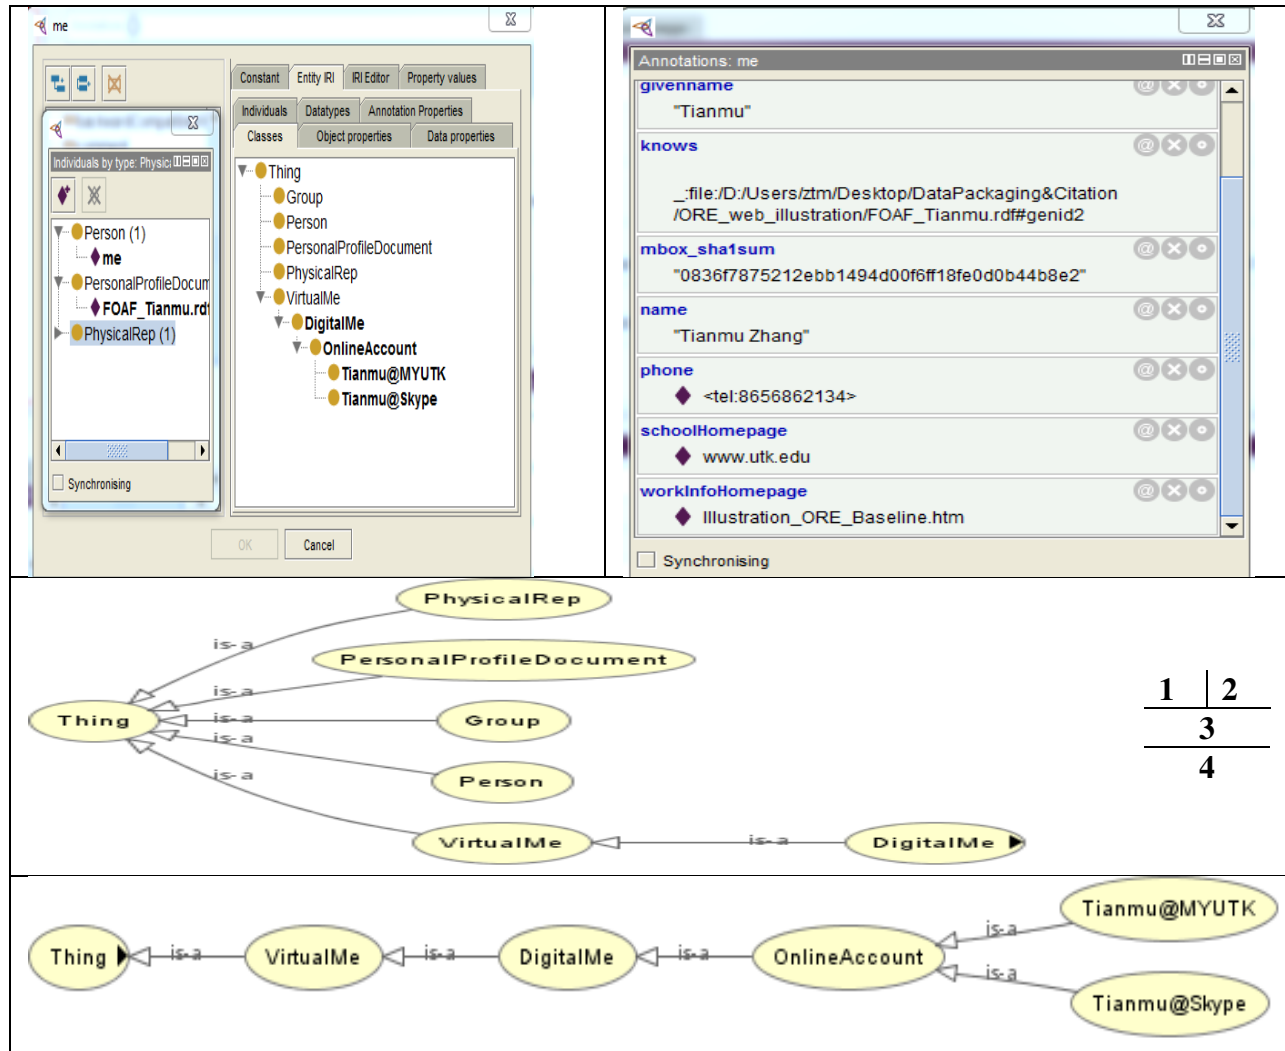 me
Constant Entity IRI IRI Editor Property values
Individuals Datatypes Annotation Properties
Classes Object properties Data properties
Thing
Group
Person
PersonalProfileDocument
PhysicalRep
VirtualMe
DigitalMe
OnlineAccount
Tianmu@MYUTK
Tianmu@Skype
Individuals by type: Physic
Person (1)
me
PersonalProfileDocum
FOAF_Tianmu.rdf
PhysicalRep (1)
Synchronising
OK Cancel
Annotations: me
givenname
"Tianmu"
knows
_:file:/D:/Users/ztm/Desktop/DataPackaging&Citation
/ORE_web_illustration/FOAF_Tianmu.rdf#genid2
mbox_sha1sum
"0836f7875212ebb1494d00f6ff18fe0d0b44b8e2"
name
"Tianmu Zhang"
phone
<tel:8656862134>
schoolHomepage
www.utk.edu
workInfoHomepage
Illustration_ORE_Baseline.htm
Synchronising
PhysicalRep
is-a
PersonalProfileDocument
is-a
Thing
is-a
Group
is-a
Person
is-a
VirtualMe
is-a
DigitalMe
1 2
3
4
Thing
is-a
VirtualMe
is-a
DigitalMe
is-a
OnlineAccount
is-a
Tianmu@MYUTK
is-a
Tianmu@Skype